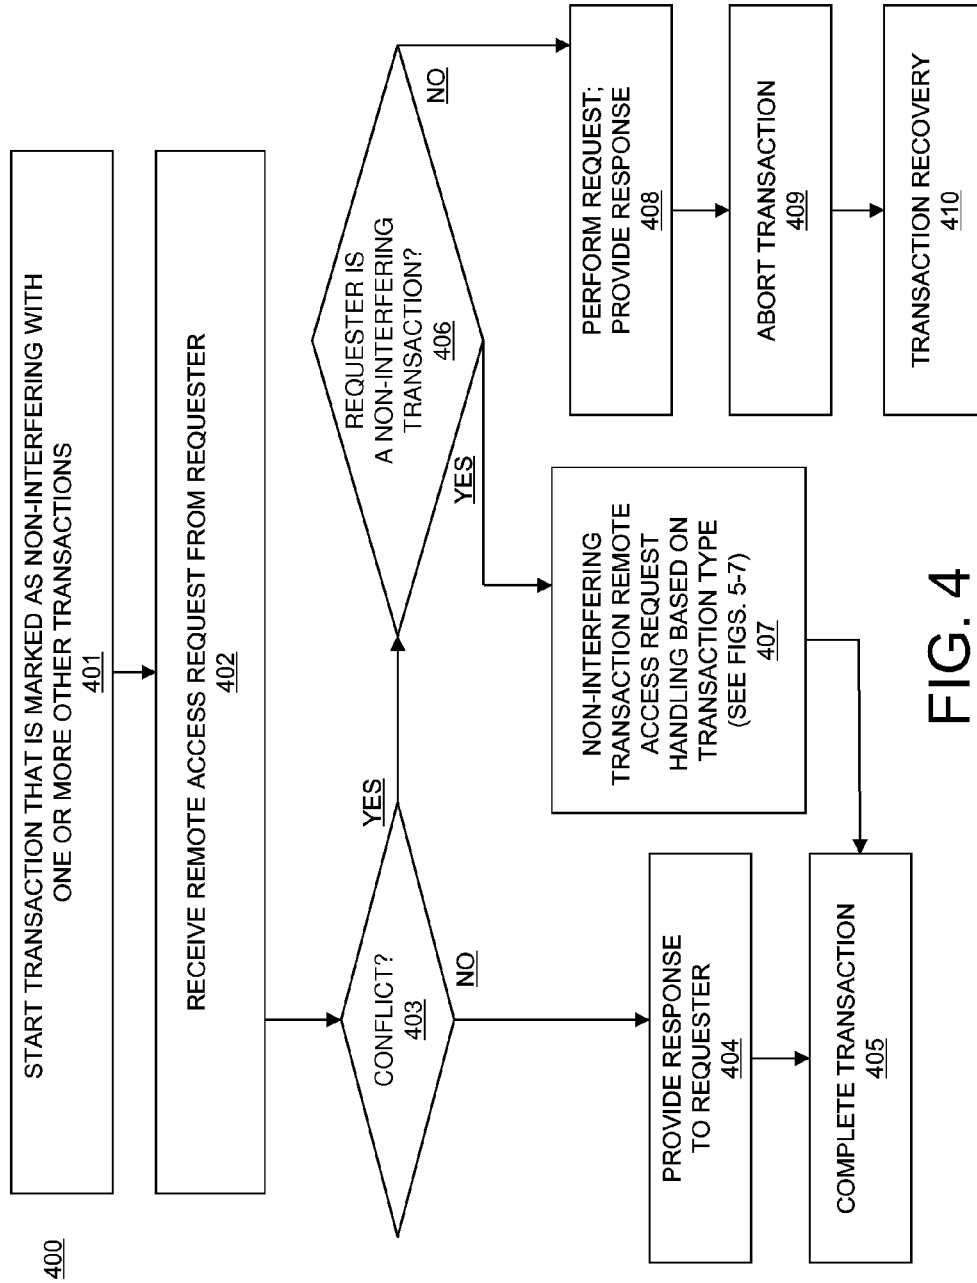 400
START TRANSACTION THAT IS MARKED AS NON-INTERFERING WITH
ONE OR MORE OTHER TRANSACTIONS
401
RECEIVE REMOTE ACCESS REQUEST FROM REQUESTER
402
CONFLICT?
403
YES
NO
REQUESTER IS
A NON-INTERFERING
TRANSACTION?
406
YES
NO
PROVIDE RESPONSE
TO REQUESTER
404
COMPLETE TRANSACTION
405
NON-INTERFERING
TRANSACTION REMOTE
ACCESS REQUEST
HANDLING BASED ON
TRANSACTION TYPE
(SEE FIGS. 5-7)
407
PERFORM REQUEST;
PROVIDE RESPONSE
408
ABORT TRANSACTION
409
TRANSACTION RECOVERY
410
FIG. 4